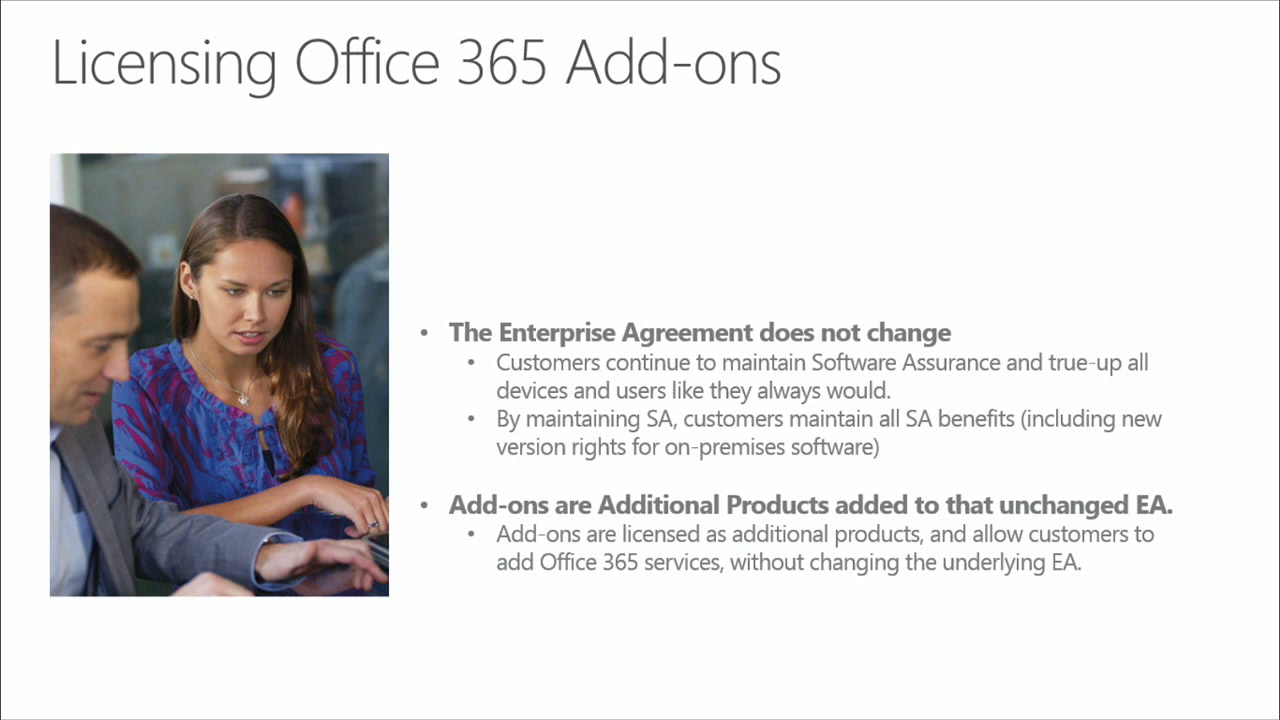 Licensing Office 365 Add-ons
• The Enterprise Agreement does not change
• Customers continue to maintain Software Assurance and true-up all
devices and users like they always would.
• By maintaining SA, customers maintain all SA benefits (including new
version rights for on-premises software)
• Add-ons are Additional Products added to that unchanged EA.
• Add-ons are licensed as additional products, and allow customers to
add Office 365 services, without changing the underlying EA.